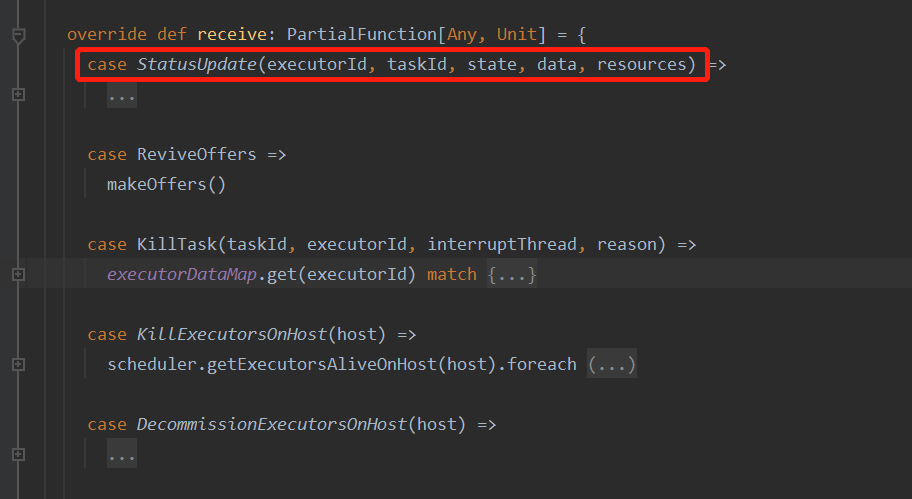 override def receive: PartialFunction[Any, Unit] = {
case StatusUpdate(executorId, taskId, state, data, resources) =>
...
case ReviveOffers =>
makeOffers()
case KillTask(taskId, executorId, interruptThread, reason) =>
executorDataMap.get(executorId) match {...}
case KillExecutorsOnHost(host) =>
scheduler.getExecutorsAliveOnHost(host).foreach (...)
case DecommissionExecutorsOnHost(host) =>
...